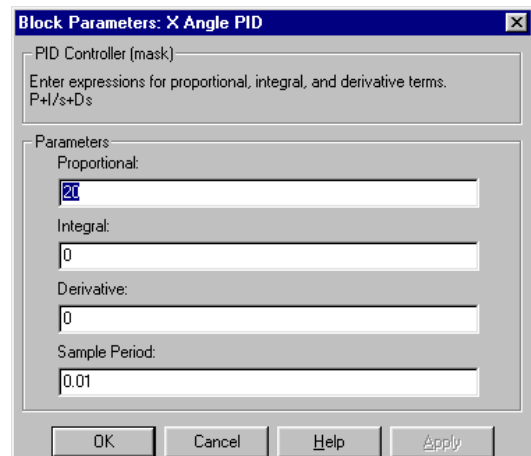 Block Parameters: X Angle PID
PID Controller (mask)
Enter expressions for proportional, integral, and derivative terms.
P+I/s+Ds
Parameters
Proportional:
20
Integral:
0
Derivative:
0
Sample Period:
0.01
OK Cancel Help Apply